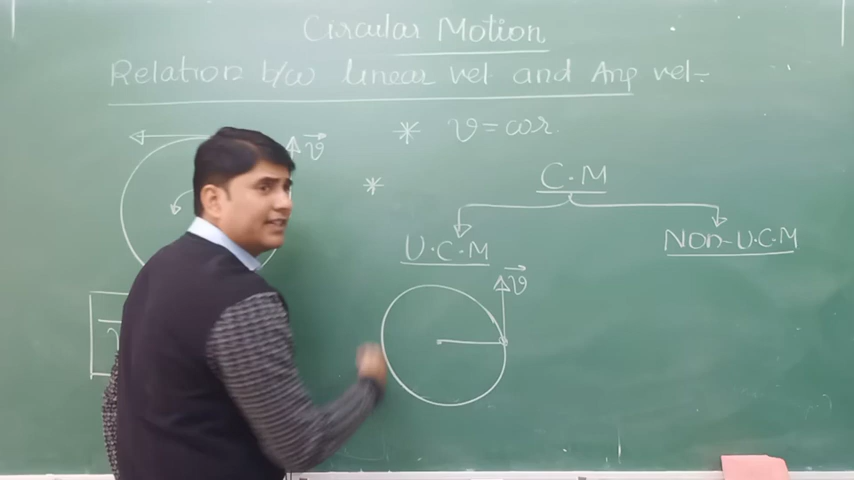 Circular Motion
Relation b/w linear vel and Ang vel:-
v
* v = ωr.
*
C.M
U.C.M
Non-U.C.M
v